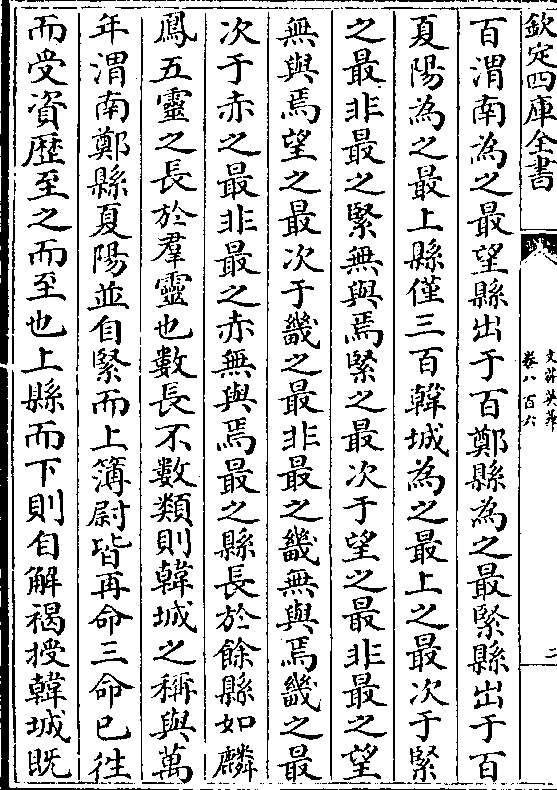 欽定四庫全書
文苑英華
卷八百六
二
百渭南為之最望縣出于百鄭縣為之最緊縣出于百
夏陽為之最上縣僅三百韓城為之最上之最次于緊
之最非最之緊無與焉緊之最次于望之最非最之望
無與焉望之最次于畿之最非最之畿無與焉畿之最
次于赤之最非最之赤無與焉最之縣長於餘縣如麟
鳳五靈之長於羣靈也數長不數類則韓城之稱與萬
年渭南鄭縣夏陽並自緊而上簿尉皆再命三命已徃
而受資歴至之而至也上縣而下則自解褐授韓城既